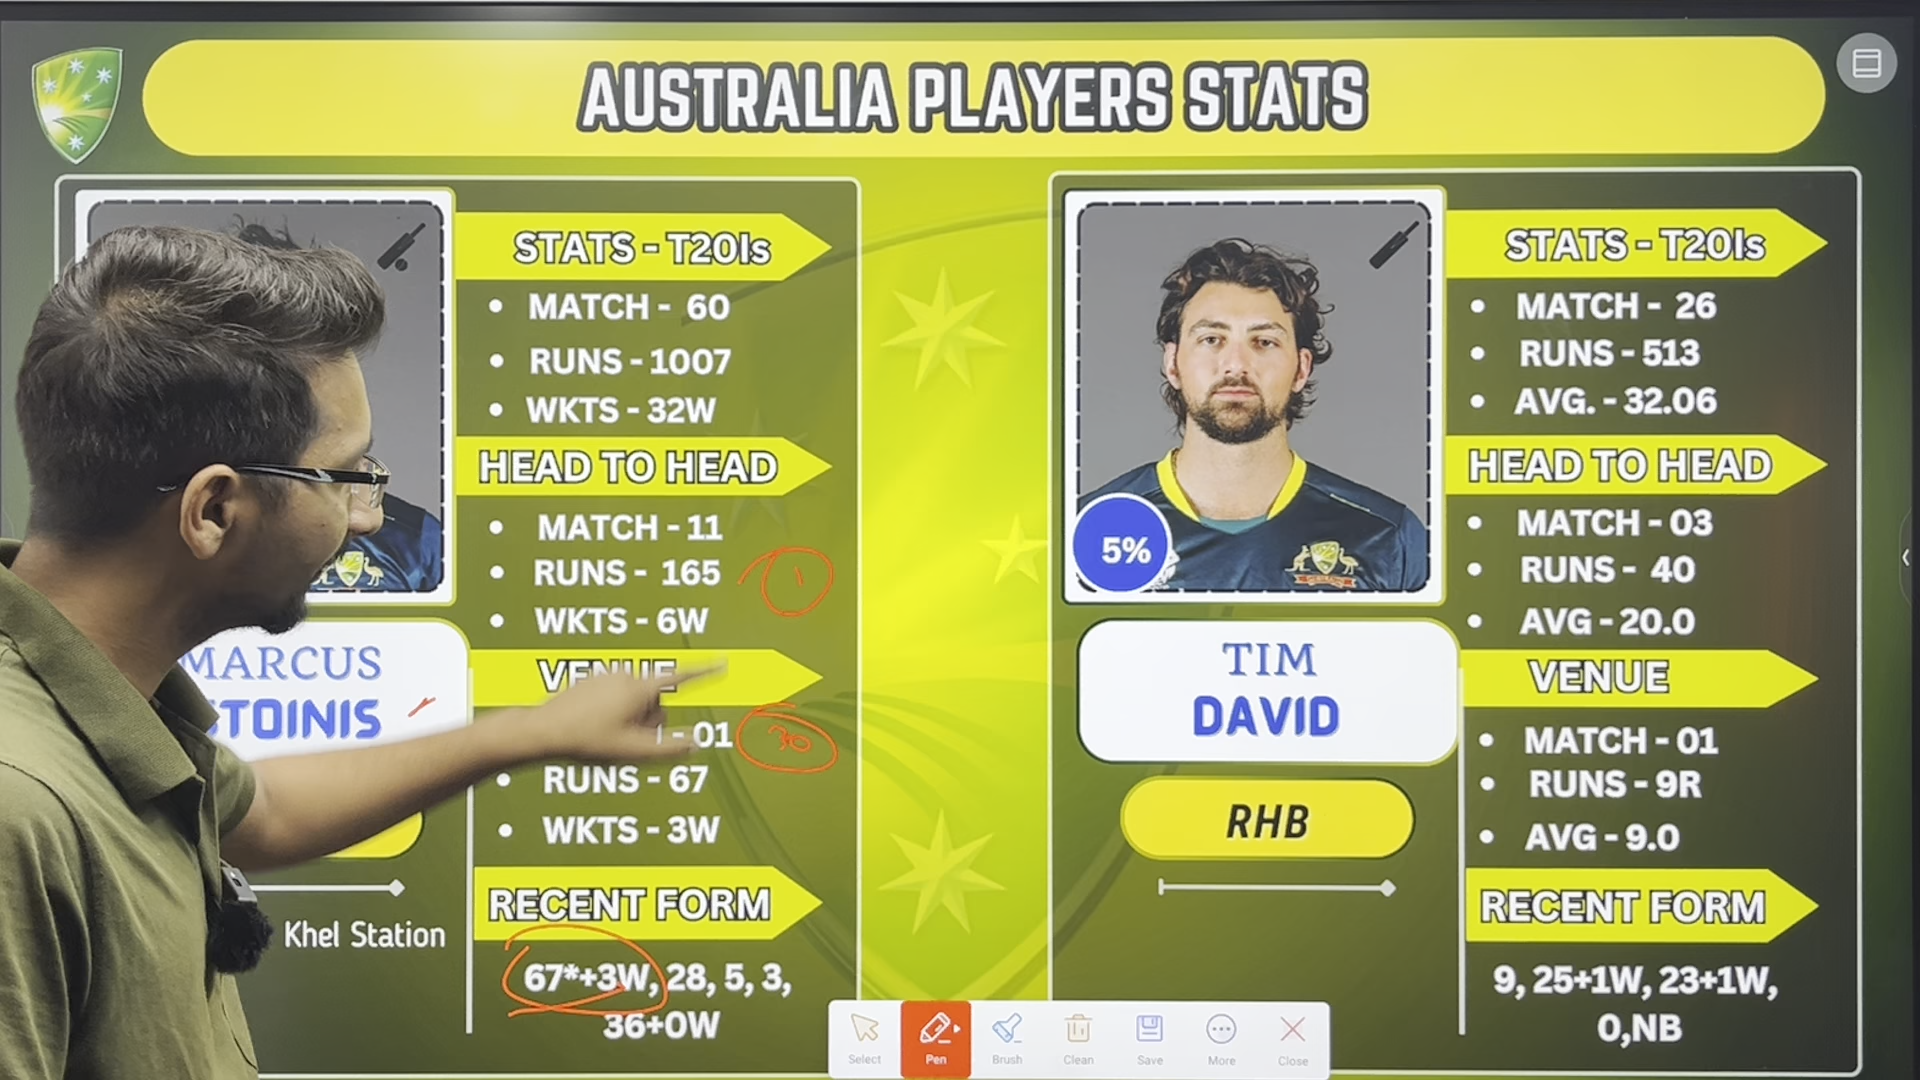 AUSTRALIA PLAYERS STATS
STATS - T20Is
• MATCH - 60
• RUNS - 1007
• WKTS - 32W
HEAD TO HEAD
• MATCH - 11
• RUNS - 165
1
• WKTS - 6W
VENUE
- 01
30
• RUNS - 67
• WKTS - 3W
RECENT FORM
67*+3W, 28, 5, 3,
36+0W
MARCUS
STOINIS
Khel Station
5%
TIM
DAVID
RHB
STATS - T20Is
• MATCH - 26
• RUNS - 513
• AVG. - 32.06
HEAD TO HEAD
• MATCH - 03
• RUNS - 40
• AVG - 20.0
VENUE
• MATCH - 01
• RUNS - 9R
• AVG - 9.0
RECENT FORM
9, 25+1W, 23+1W,
0,NB
Select
Pen
Brush
Clean
Save
More
Close